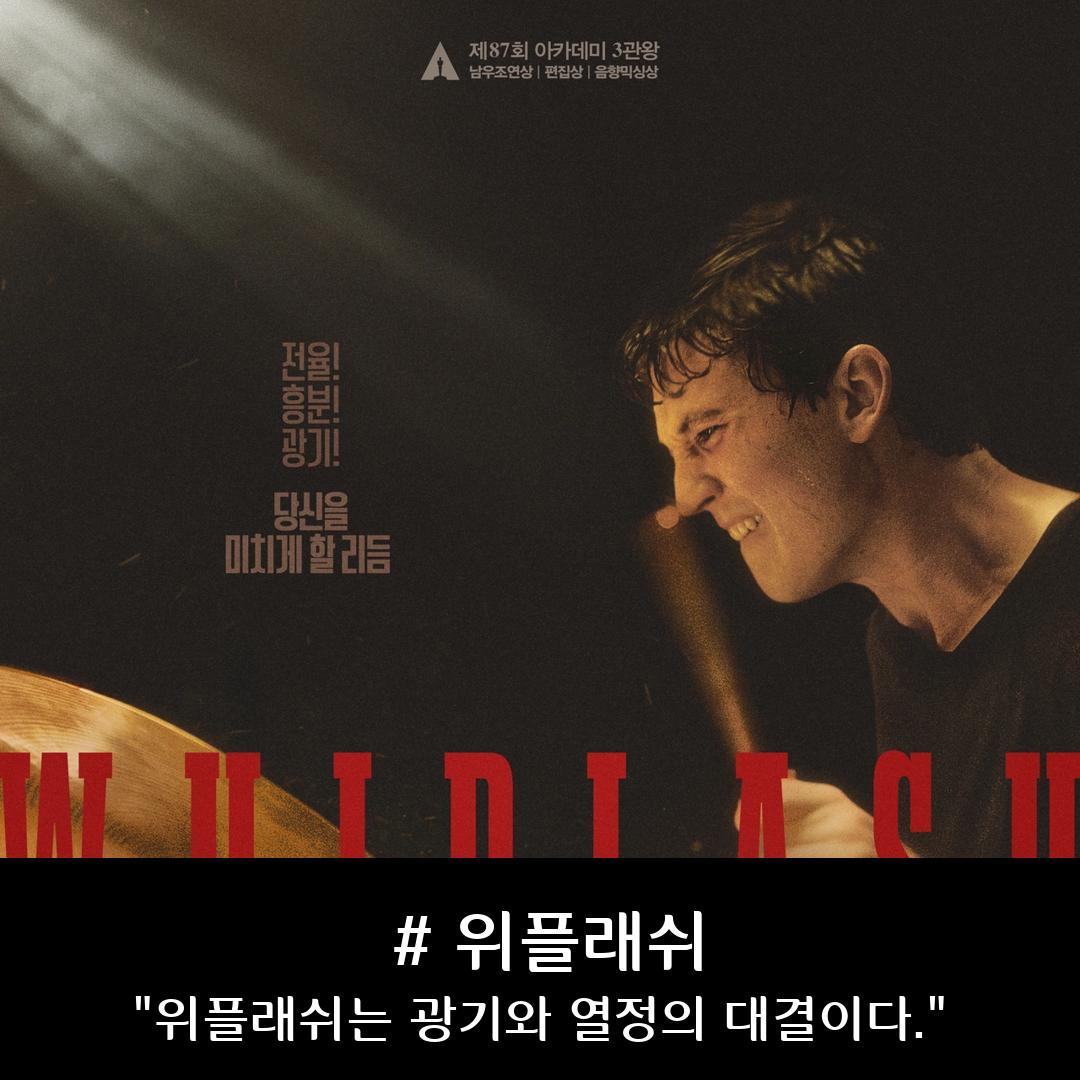 제87회 아카데미 3관왕
남우조연상 | 편집상 | 음향믹싱상
전율!
흥분!
광기!
당신을
미치게 할 리듬
WHIPLASH
# 위플래쉬
"위플래쉬는 광기와 열정의 대결이다."